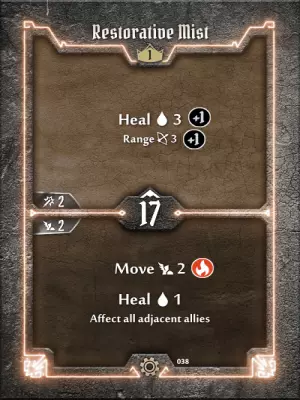 Restorative Mist
1
Heal 3 +1
Range 3 +1
2
17
2
Move 2
Heal 1
Affect all adjacent allies
038